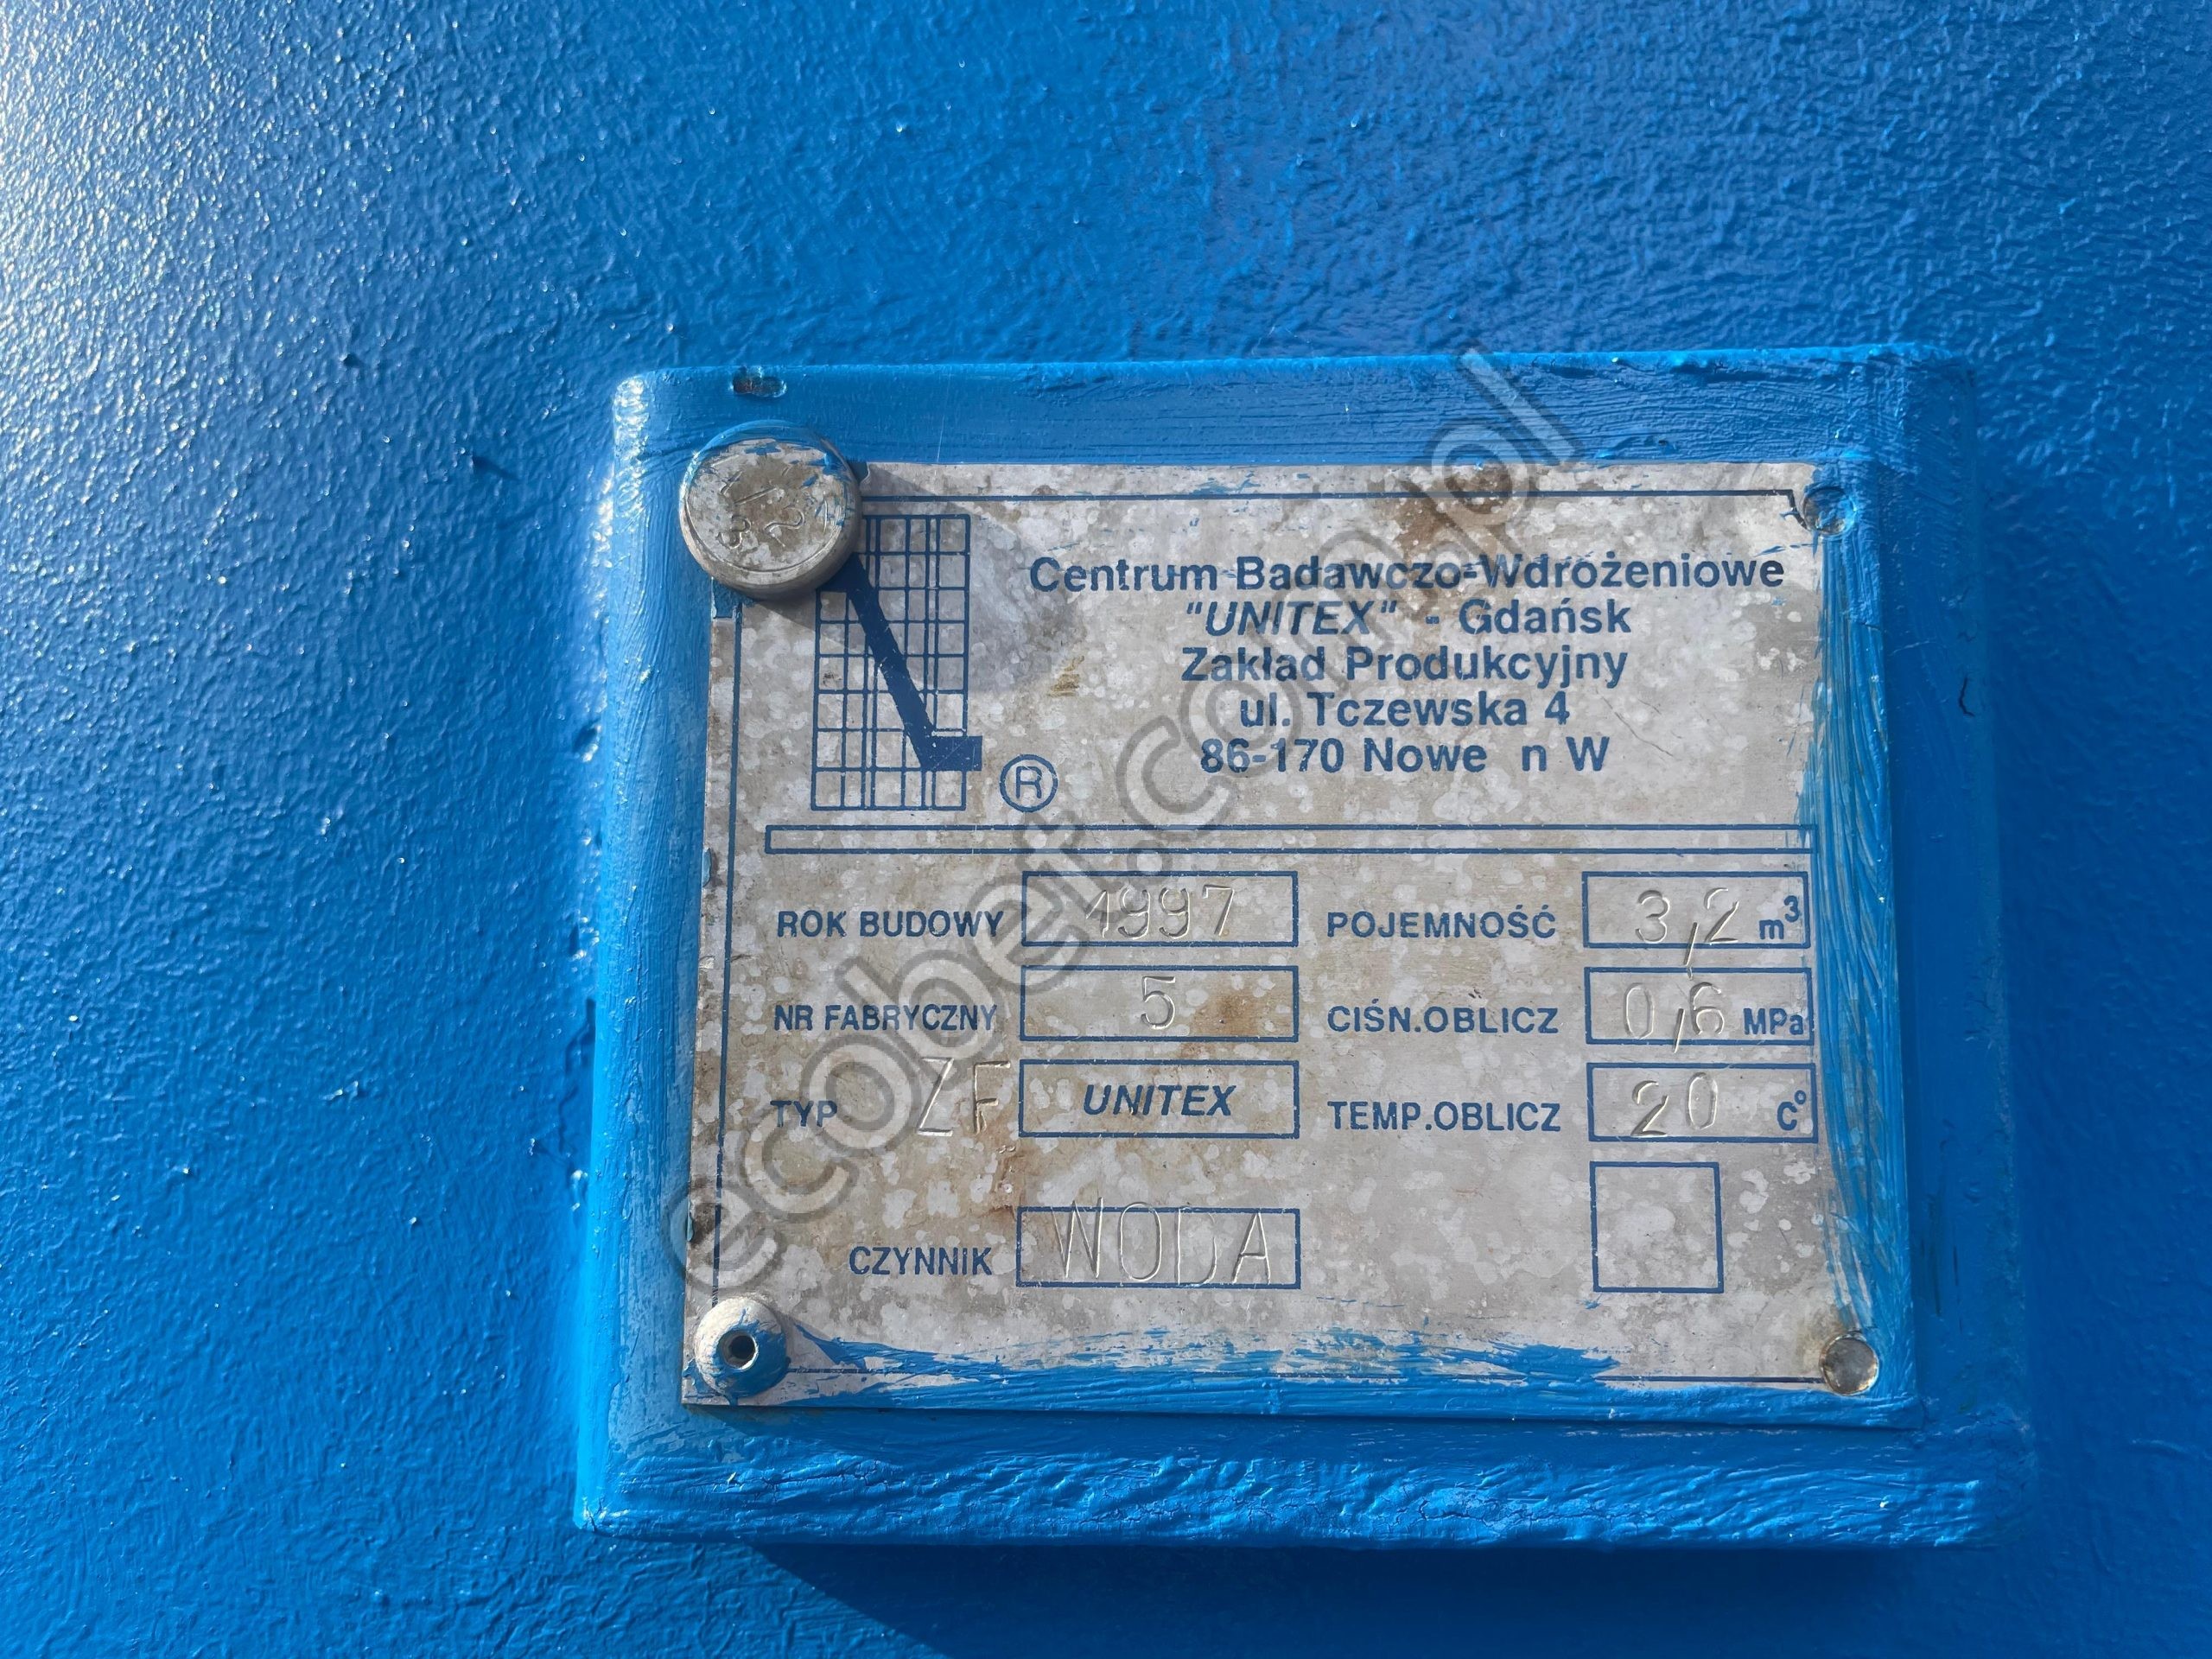 Centrum Badawczo-Wdrożeniowe
"UNITEX" - Gdańsk
Zakład Produkcyjny
ul. Tczewska 4
86-170 Nowe n W
®
ROK BUDOWY 1997 POJEMNOŚĆ 3,2 m³
NR FABRYCZNY 5 CIŚN.OBLICZ 0,6 MPa
TYP ZF UNITEX TEMP.OBLICZ 20 C°
CZYNNIK WODA
ecobet.com.pl